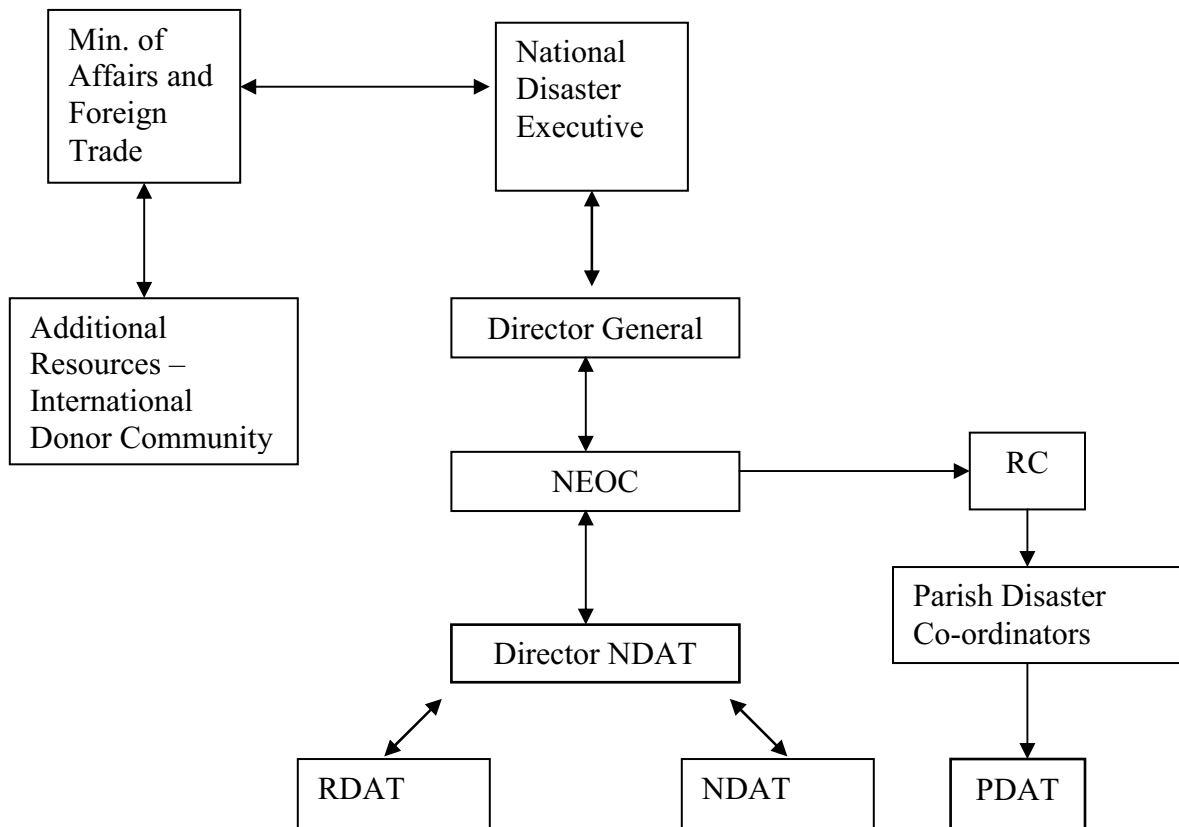 Min. of
Affairs and
Foreign
Trade
National
Disaster
Executive
Additional
Resources –
International
Donor Community
Director General
NEOC
RC
Parish Disaster
Co-ordinators
Director NDAT
RDAT
NDAT
PDAT